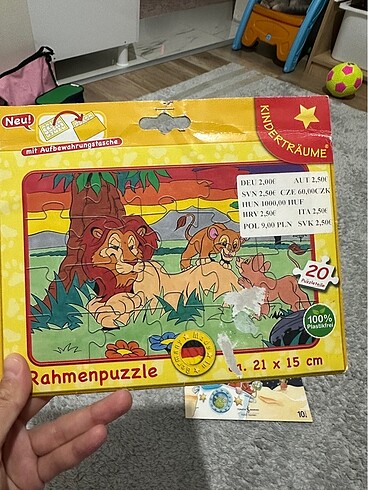 Neu!
mit Aufbewahrungstasche
KINDERTRÄUME
DEU 2,00€ AUT 2,50€
SVN 2,50€ CZE 60,00CZK
HUN 1000,00 HUF
HRV 2,50€ ITA 2,50€
POL 9,00 PLN SVK 2,50€
20
Puzzleteile
100%
Plastikfrei
Rahmenpuzzle
ca. 21 x 15 cm
10